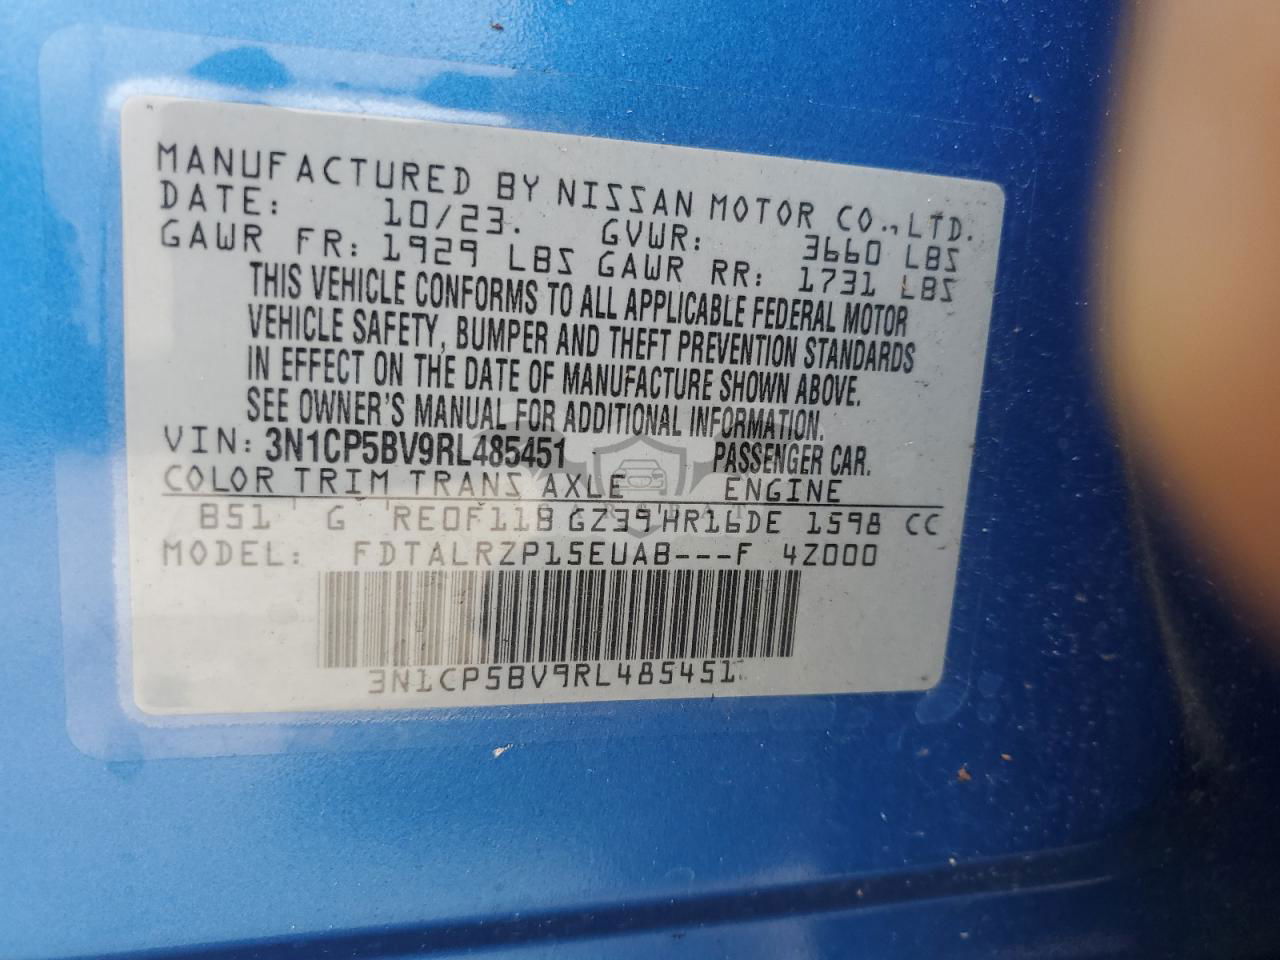 MANUFACTURED BY NISSAN MOTOR CO., LTD.
DATE: 10/23. GVWR: 3660 LBS
GAWR FR: 1929 LBS GAWR RR: 1731 LBS
THIS VEHICLE CONFORMS TO ALL APPLICABLE FEDERAL MOTOR
VEHICLE SAFETY, BUMPER AND THEFT PREVENTION STANDARDS
IN EFFECT ON THE DATE OF MANUFACTURE SHOWN ABOVE.
SEE OWNER'S MANUAL FOR ADDITIONAL INFORMATION.
VIN: 3N1CP5BV9RL485451 PASSENGER CAR.
COLOR TRIM TRANS AXLE ENGINE
B51 G RE0F11B GZ39 HR16DE 1598 CC
MODEL: FDTALRZP15EUAB---F 4Z000
3N1CP5BV9RL485451